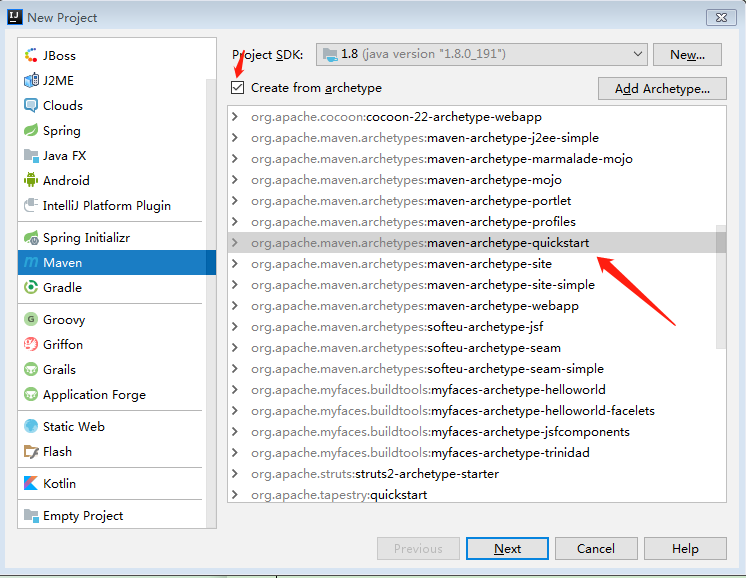 New Project
JBoss
J2ME
Clouds
Spring
Java FX
Android
IntelliJ Platform Plugin
Spring Initializr
Maven
Gradle
Groovy
Griffon
Grails
Application Forge
Static Web
Flash
Kotlin
Empty Project
Project SDK: 1.8 (java version "1.8.0_191") New...
Create from archetype Add Archetype...
org.apache.cocoon:cocoon-22-archetype-webapp
org.apache.maven.archetypes:maven-archetype-j2ee-simple
org.apache.maven.archetypes:maven-archetype-marmalade-mojo
org.apache.maven.archetypes:maven-archetype-mojo
org.apache.maven.archetypes:maven-archetype-portlet
org.apache.maven.archetypes:maven-archetype-profiles
org.apache.maven.archetypes:maven-archetype-quickstart
org.apache.maven.archetypes:maven-archetype-site
org.apache.maven.archetypes:maven-archetype-site-simple
org.apache.maven.archetypes:maven-archetype-webapp
org.apache.maven.archetypes:softeu-archetype-jsf
org.apache.maven.archetypes:softeu-archetype-seam
org.apache.maven.archetypes:softeu-archetype-seam-simple
org.apache.myfaces.buildtools:myfaces-archetype-helloworld
org.apache.myfaces.buildtools:myfaces-archetype-helloworld-facelets
org.apache.myfaces.buildtools:myfaces-archetype-jsfcomponents
org.apache.myfaces.buildtools:myfaces-archetype-trinidad
org.apache.struts:struts2-archetype-starter
org.apache.tapestry:quickstart
Previous Next Cancel Help